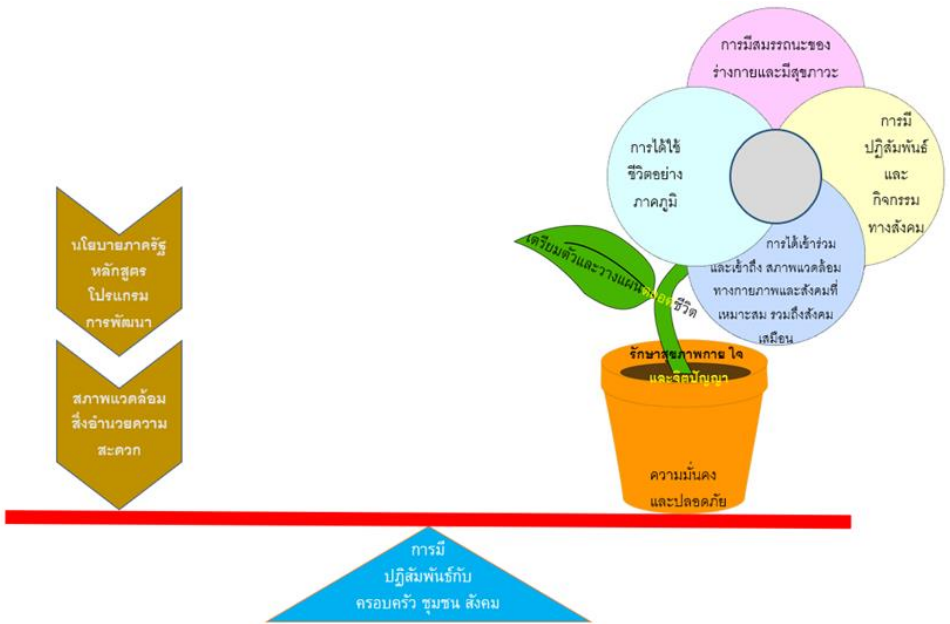 การมีสมรรถนะของ
ร่างกายและมีสุขภาวะ
การมี
ปฏิสัมพันธ์
และ
กิจกรรม
ทางสังคม
การได้ใช้
ชีวิตอย่าง
ภาคภูมิ
การได้เข้าร่วม
และเข้าถึง สภาพแวดล้อม
ทางกายภาพและสังคมที่
เหมาะสม รวมถึงสังคม
เสมือน
เตรียมตัวและวางแผนตลอดชีวิต
รักษาสุขภาพกาย ใจ
และจิตปัญญา
ความมั่นคง
และปลอดภัย
นโยบายภาครัฐ
หลักสูตร
โปรแกรม
การพัฒนา
สภาพแวดล้อม
สิ่งอำนวยความ
สะดวก
การมี
ปฏิสัมพันธ์กับ
ครอบครัว ชุมชน สังคม